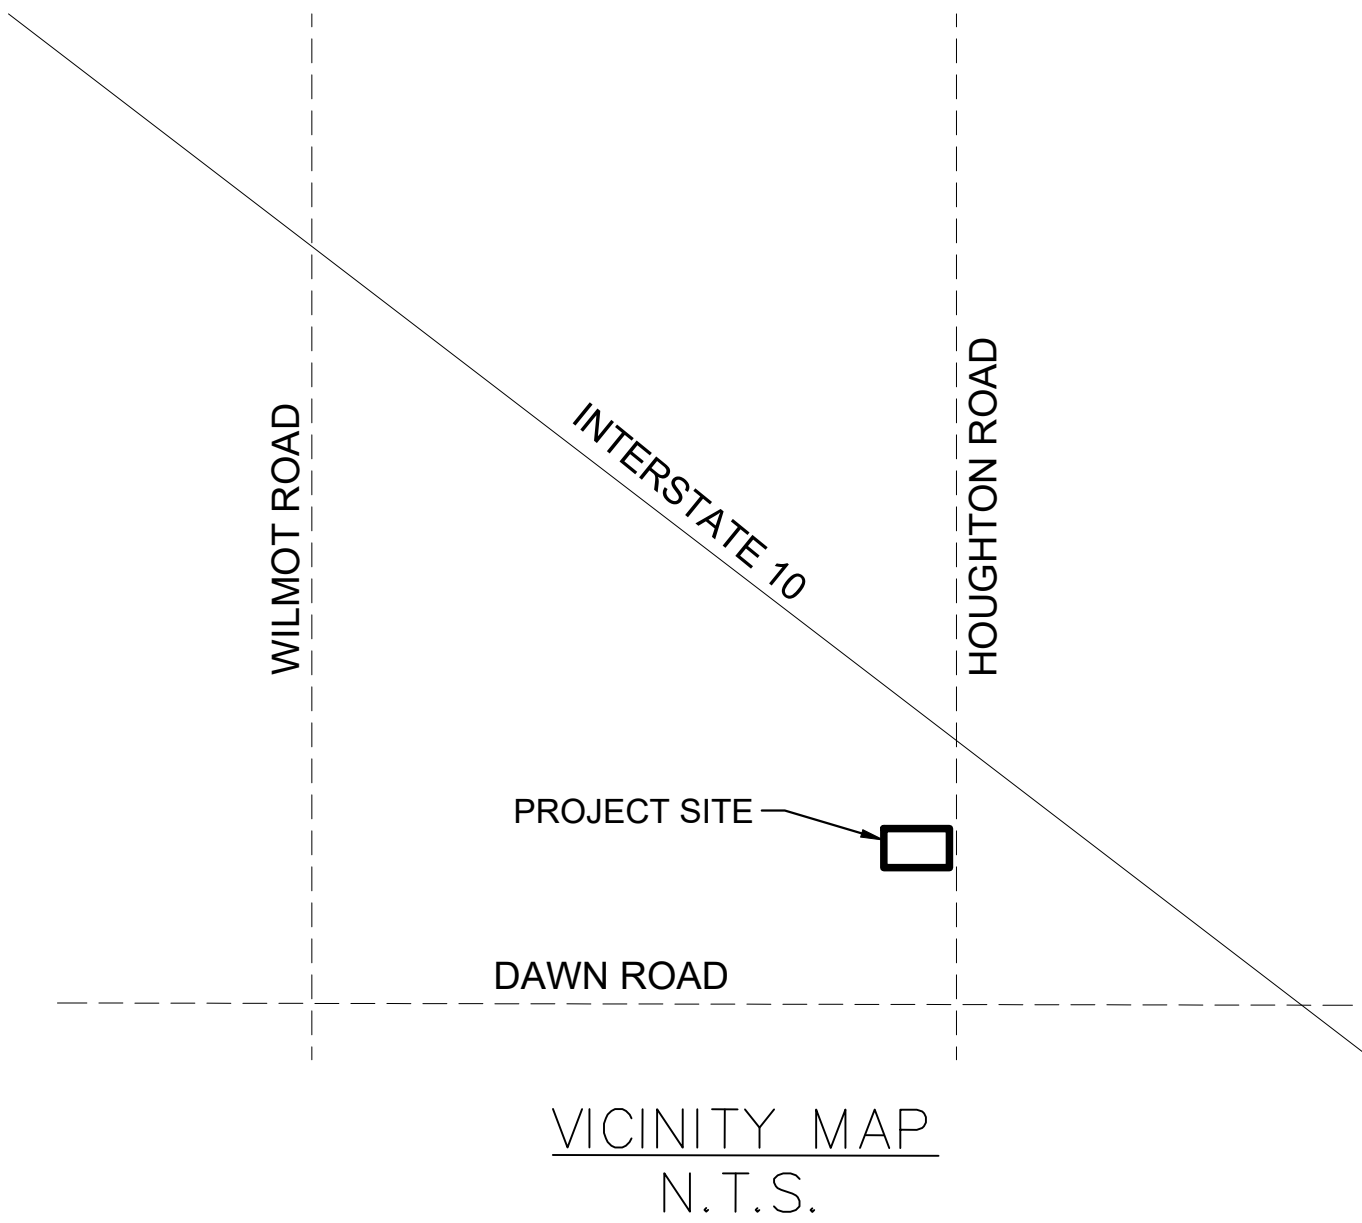 HOUGHTON ROAD
WILMOT ROAD
INTERSTATE 10
PROJECT SITE
DAWN ROAD
VICINITY MAP
N.T.S.